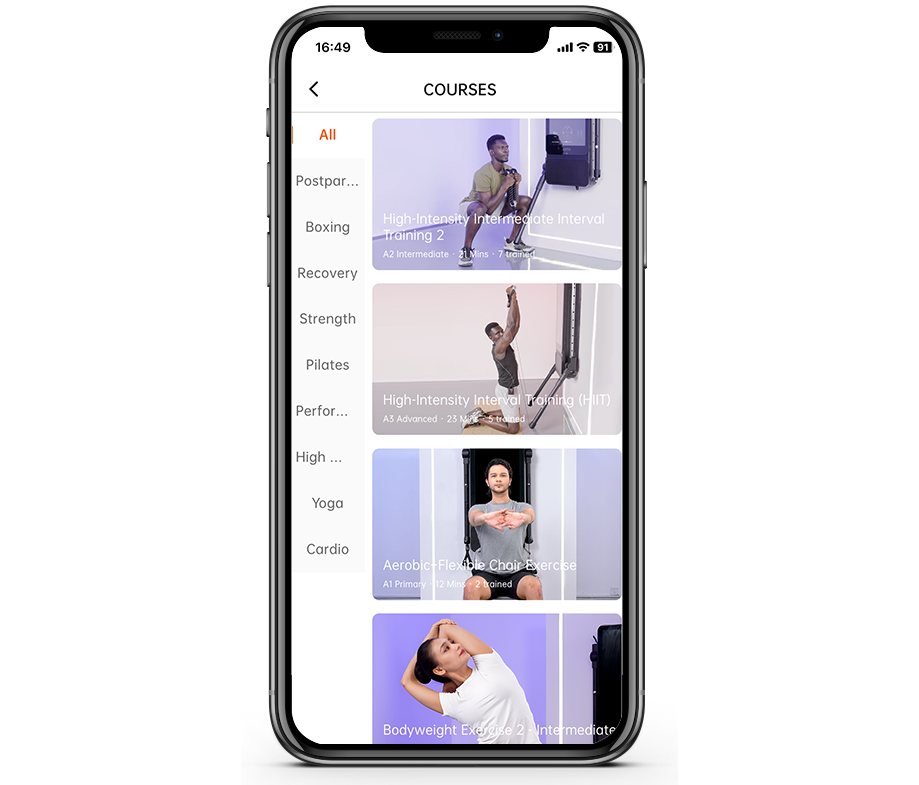 16:49
91
COURSES
All
Postpar...
Boxing
Recovery
Strength
Pilates
Perfor...
High ...
Yoga
Cardio
High-Intensity Intermediate Interval
Training 2
A2 Intermediate · 21 Mins · 7 trained
High-Intensity Interval Training (HIIT)
A3 Advanced · 23 Mins · 5 trained
Aerobic-Flexible Chair Exercise
A1 Primary · 12 Mins · 2 trained
Bodyweight Exercise 2 - Intermediate